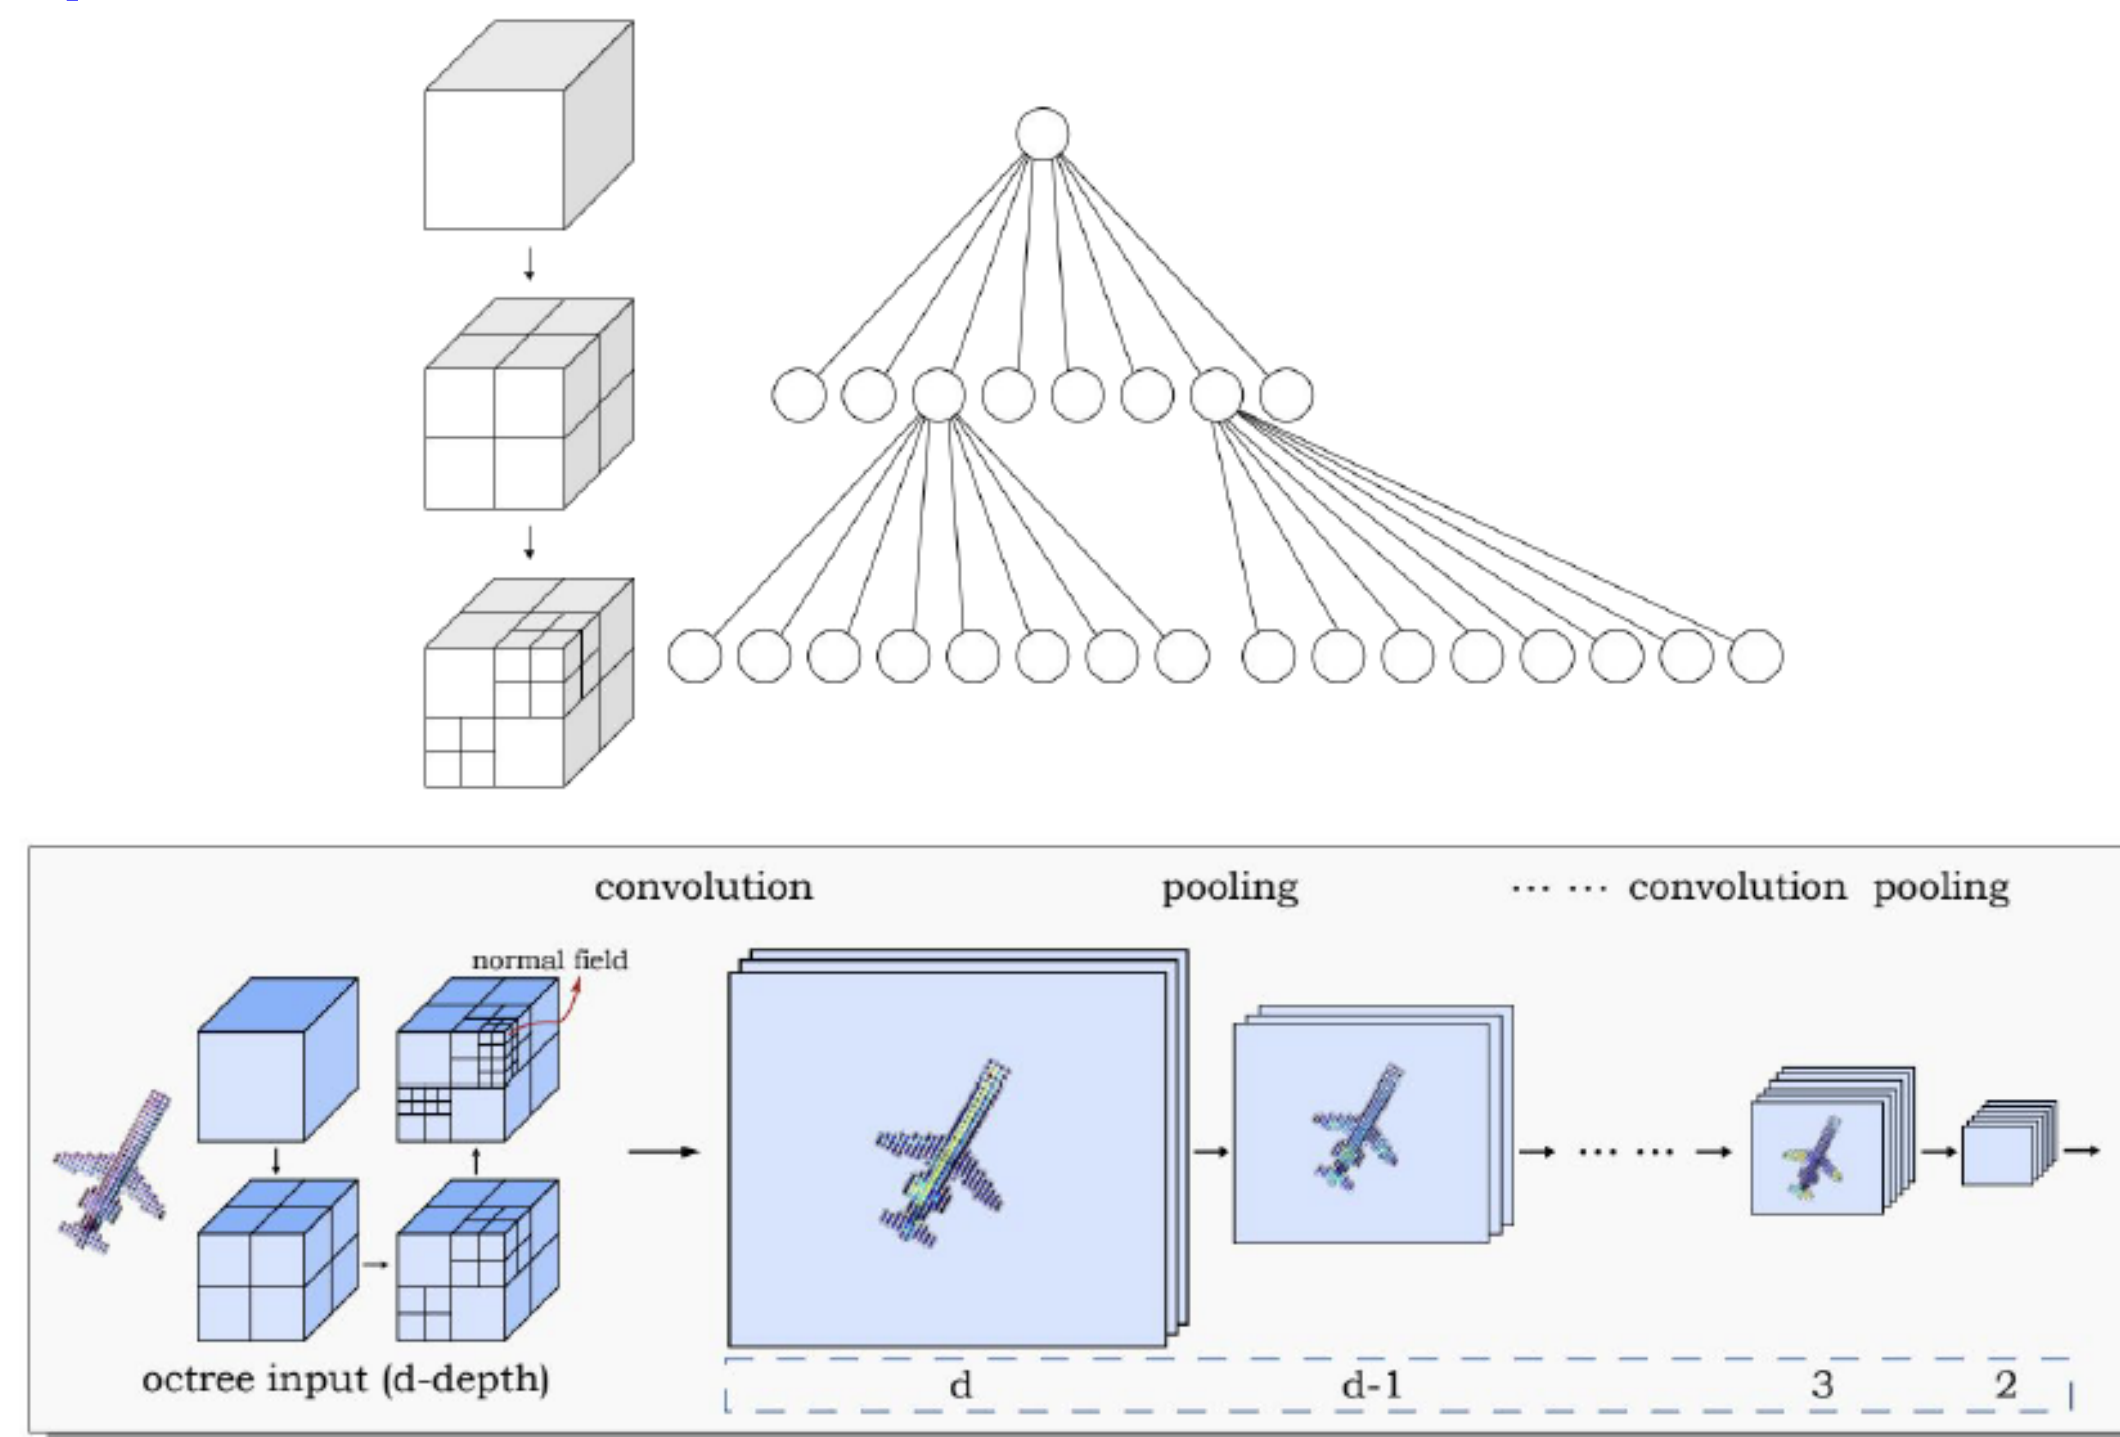 convolution pooling ... ... convolution pooling
normal field
... ...
octree input (d-depth)
d d-1 3 2